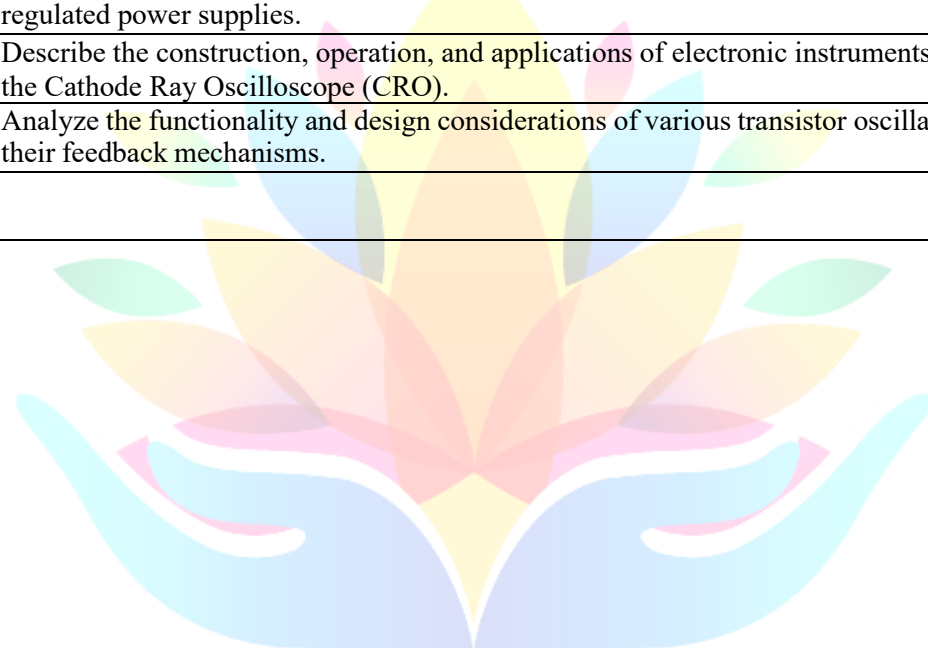 regulated power supplies.
Describe the construction, operation, and applications of electronic instruments
the Cathode Ray Oscilloscope (CRO).
Analyze the functionality and design considerations of various transistor oscilla
their feedback mechanisms.